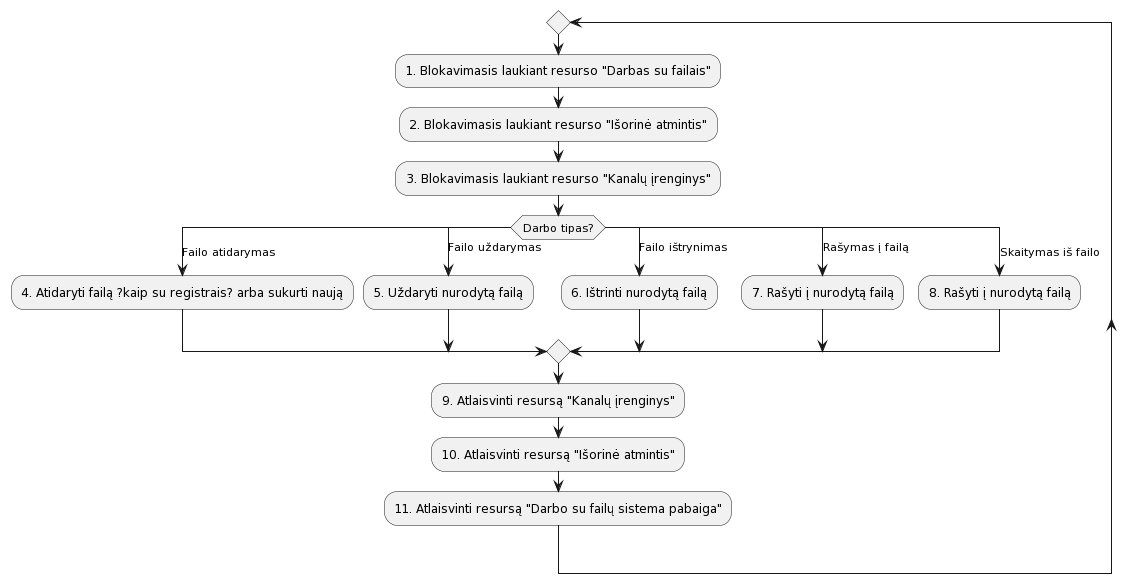 1. Blokavimasis laukiant resurso "Darbas su failais"
2. Blokavimasis laukiant resurso "Išorinė atmintis"
3. Blokavimasis laukiant resurso "Kanalų įrenginys"
Darbo tipas?
Failo atidarymas
Failo uždarymas
Failo ištrynimas
Rašymas į failą
Skaitymas iš failo
4. Atidaryti failą ?kaip su registrais? arba sukurti naują
5. Uždaryti nurodytą failą
6. Ištrinti nurodytą failą
7. Rašyti į nurodytą failą
8. Rašyti į nurodytą failą
9. Atlaisvinti resursą "Kanalų įrenginys"
10. Atlaisvinti resursą "Išorinė atmintis"
11. Atlaisvinti resursą "Darbo su failų sistema pabaiga"